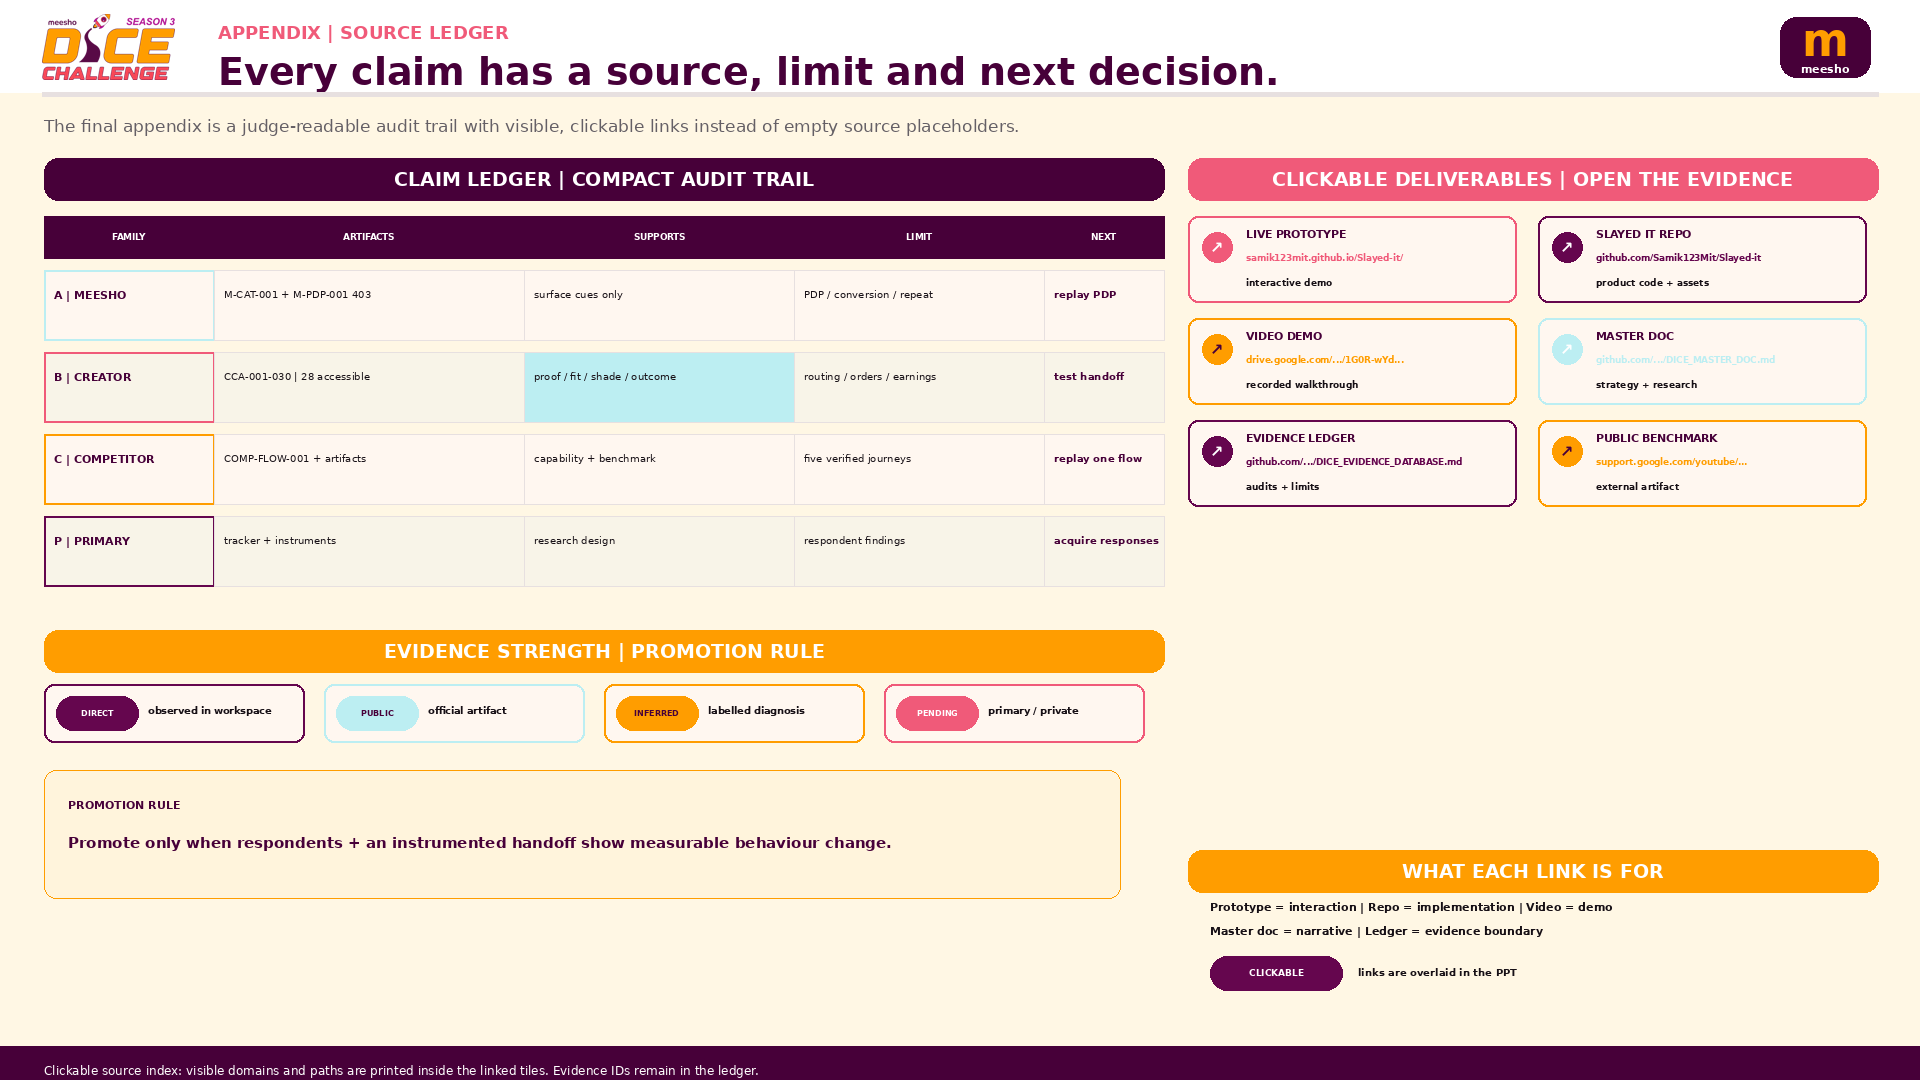 meesho SEASON 3
DICE
CHALLENGE
APPENDIX | SOURCE LEDGER
Every claim has a source, limit and next decision.
m
meesho
The final appendix is a judge-readable audit trail with visible, clickable links instead of empty source placeholders.
CLAIM LEDGER | COMPACT AUDIT TRAIL
FAMILY ARTIFACTS SUPPORTS LIMIT NEXT
A | MEESHO M-CAT-001 + M-PDP-001 403 surface cues only PDP / conversion / repeat replay PDP
B | CREATOR CCA-001-030 | 28 accessible proof / fit / shade / outcome routing / orders / earnings test handoff
C | COMPETITOR COMP-FLOW-001 + artifacts capability + benchmark five verified journeys replay one flow
P | PRIMARY tracker + instruments research design respondent findings acquire responses
EVIDENCE STRENGTH | PROMOTION RULE
DIRECT observed in workspace
PUBLIC official artifact
INFERRED labelled diagnosis
PENDING primary / private
PROMOTION RULE
Promote only when respondents + an instrumented handoff show measurable behaviour change.
CLICKABLE DELIVERABLES | OPEN THE EVIDENCE
↗ LIVE PROTOTYPE
samik123mit.github.io/Slayed-it/
interactive demo
↗ SLAYED IT REPO
github.com/Samik123Mit/Slayed-it
product code + assets
↗ VIDEO DEMO
drive.google.com/.../1G0R-wYd...
recorded walkthrough
↗ MASTER DOC
github.com/.../DICE_MASTER_DOC.md
strategy + research
↗ EVIDENCE LEDGER
github.com/.../DICE_EVIDENCE_DATABASE.md
audits + limits
↗ PUBLIC BENCHMARK
support.google.com/youtube/...
external artifact
WHAT EACH LINK IS FOR
Prototype = interaction | Repo = implementation | Video = demo
Master doc = narrative | Ledger = evidence boundary
CLICKABLE links are overlaid in the PPT
Clickable source index: visible domains and paths are printed inside the linked tiles. Evidence IDs remain in the ledger.